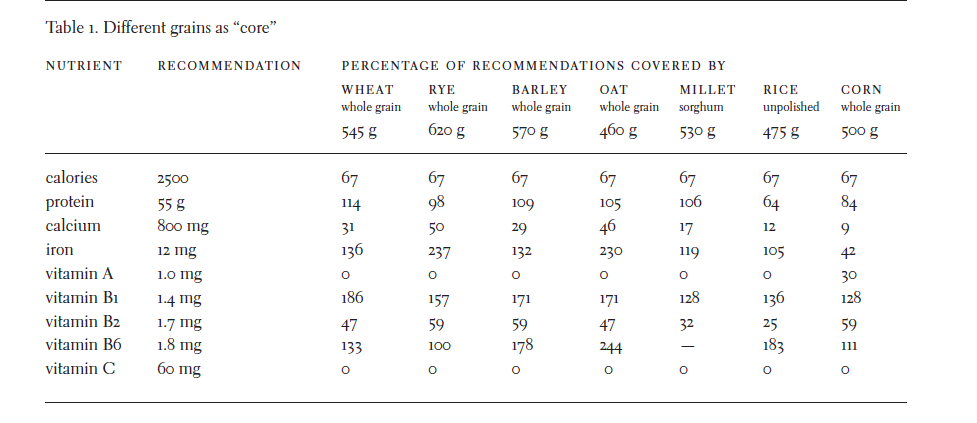 Table 1. Different grains as “core”
NUTRIENT RECOMMENDATION PERCENTAGE OF RECOMMENDATIONS COVERED BY
WHEAT RYE BARLEY OAT MILLET RICE CORN
whole grain whole grain whole grain whole grain sorghum unpolished whole grain
545 g 620 g 570 g 460 g 530 g 475 g 500 g
calories 2500 67 67 67 67 67 67 67
protein 55 g 114 98 109 105 106 64 84
calcium 800 mg 31 50 29 46 17 12 9
iron 12 mg 136 237 132 230 119 105 42
vitamin A 1.0 mg 0 0 0 0 0 0 30
vitamin B1 1.4 mg 186 157 171 171 128 136 128
vitamin B2 1.7 mg 47 59 59 47 32 25 59
vitamin B6 1.8 mg 133 100 178 244 — 183 111
vitamin C 60 mg 0 0 0 0 0 0 0